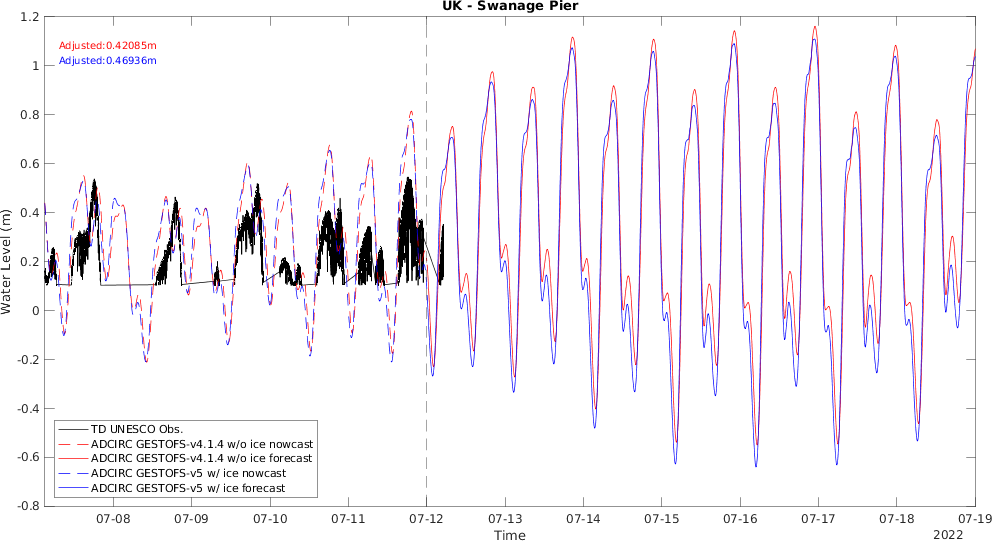 UK - Swanage Pier
Adjusted:0.42085m
Adjusted:0.46936m
Water Level (m)
1.2
1
0.8
0.6
0.4
0.2
0
-0.2
-0.4
-0.6
-0.8
TD UNESCO Obs.
ADCIRC GESTOFS-v4.1.4 w/o ice nowcast
ADCIRC GESTOFS-v4.1.4 w/o ice forecast
ADCIRC GESTOFS-v5 w/ ice nowcast
ADCIRC GESTOFS-v5 w/ ice forecast
07-08 07-09 07-10 07-11 07-12 07-13 07-14 07-15 07-16 07-17 07-18 07-19
Time
2022